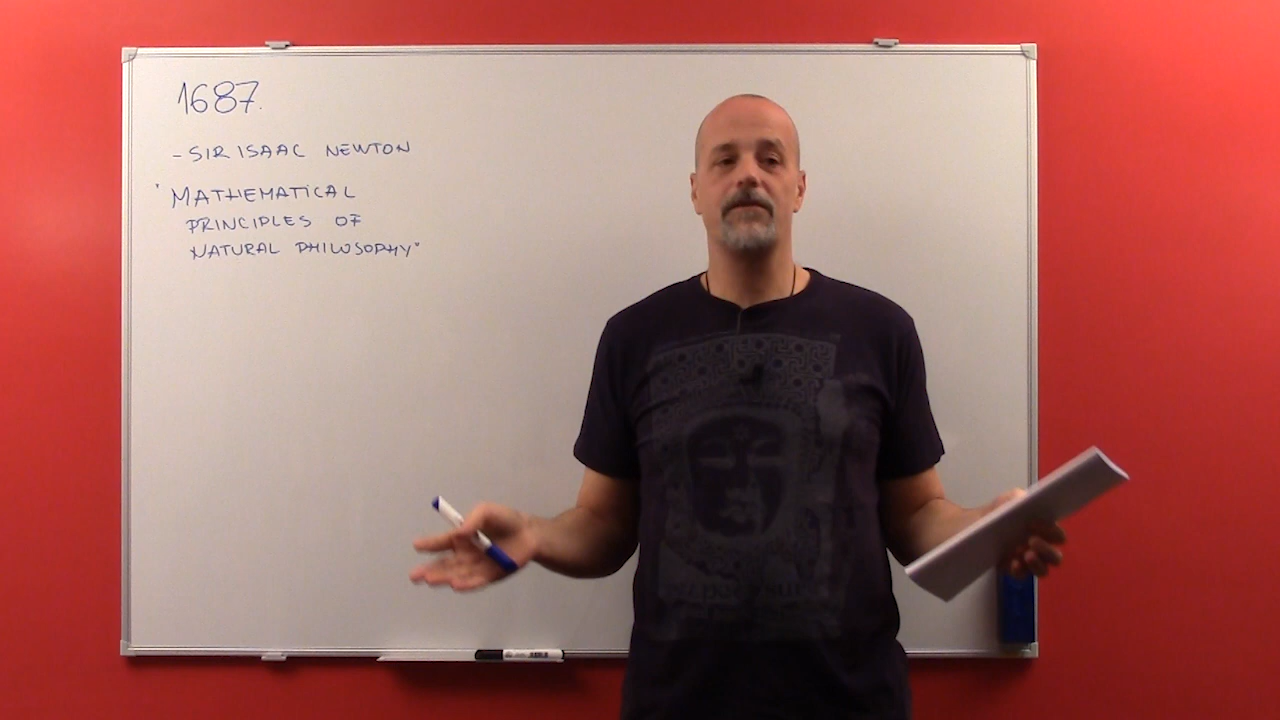 1687.
- SIR ISAAC NEWTON
"MATHEMATICAL
PRINCIPLES OF
NATURAL PHILOSOPHY"